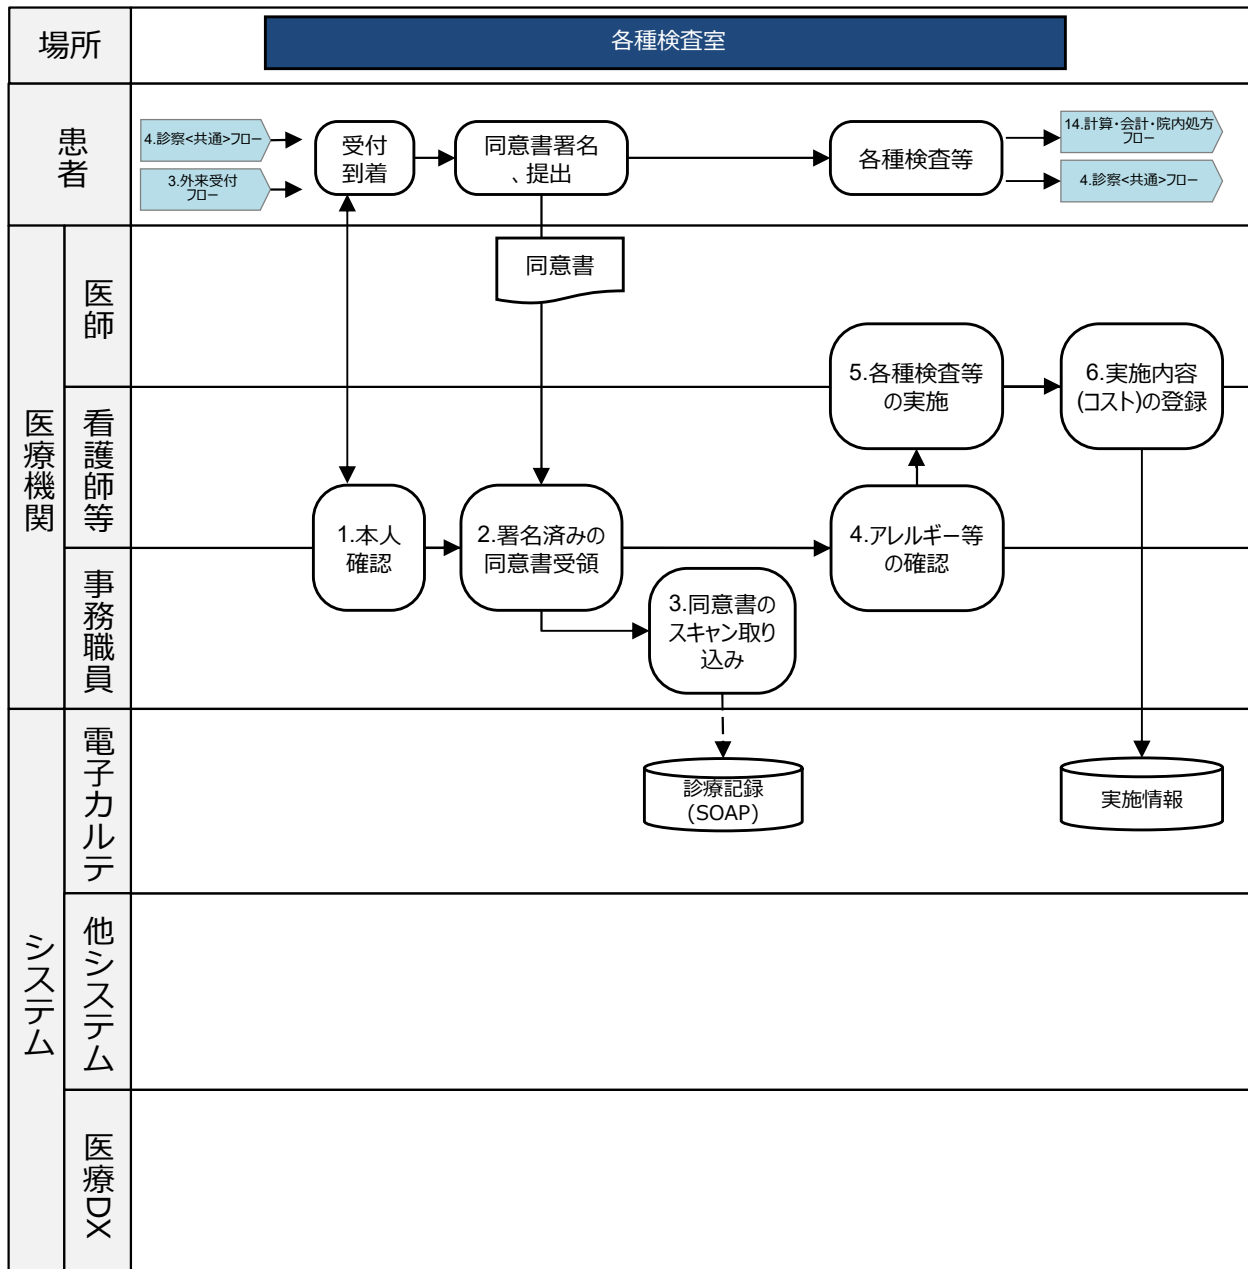 場所
各種検査室
患者
4.診察<共通>フロー
3.外来受付
フロー
受付
到着
同意書署名
、提出
各種検査等
14.計算・会計・院内処方
フロー
4.診察<共通>フロー
医療機関
医師
同意書
5.各種検査等
の実施
6.実施内容
(コスト)の登録
看護師等
1.本人
確認
2.署名済みの
同意書受領
4.アレルギー等
の確認
事務職員
3.同意書の
スキャン取り
込み
システム
電子カルテ
診療記録
(SOAP)
実施情報
他システム
医療DX